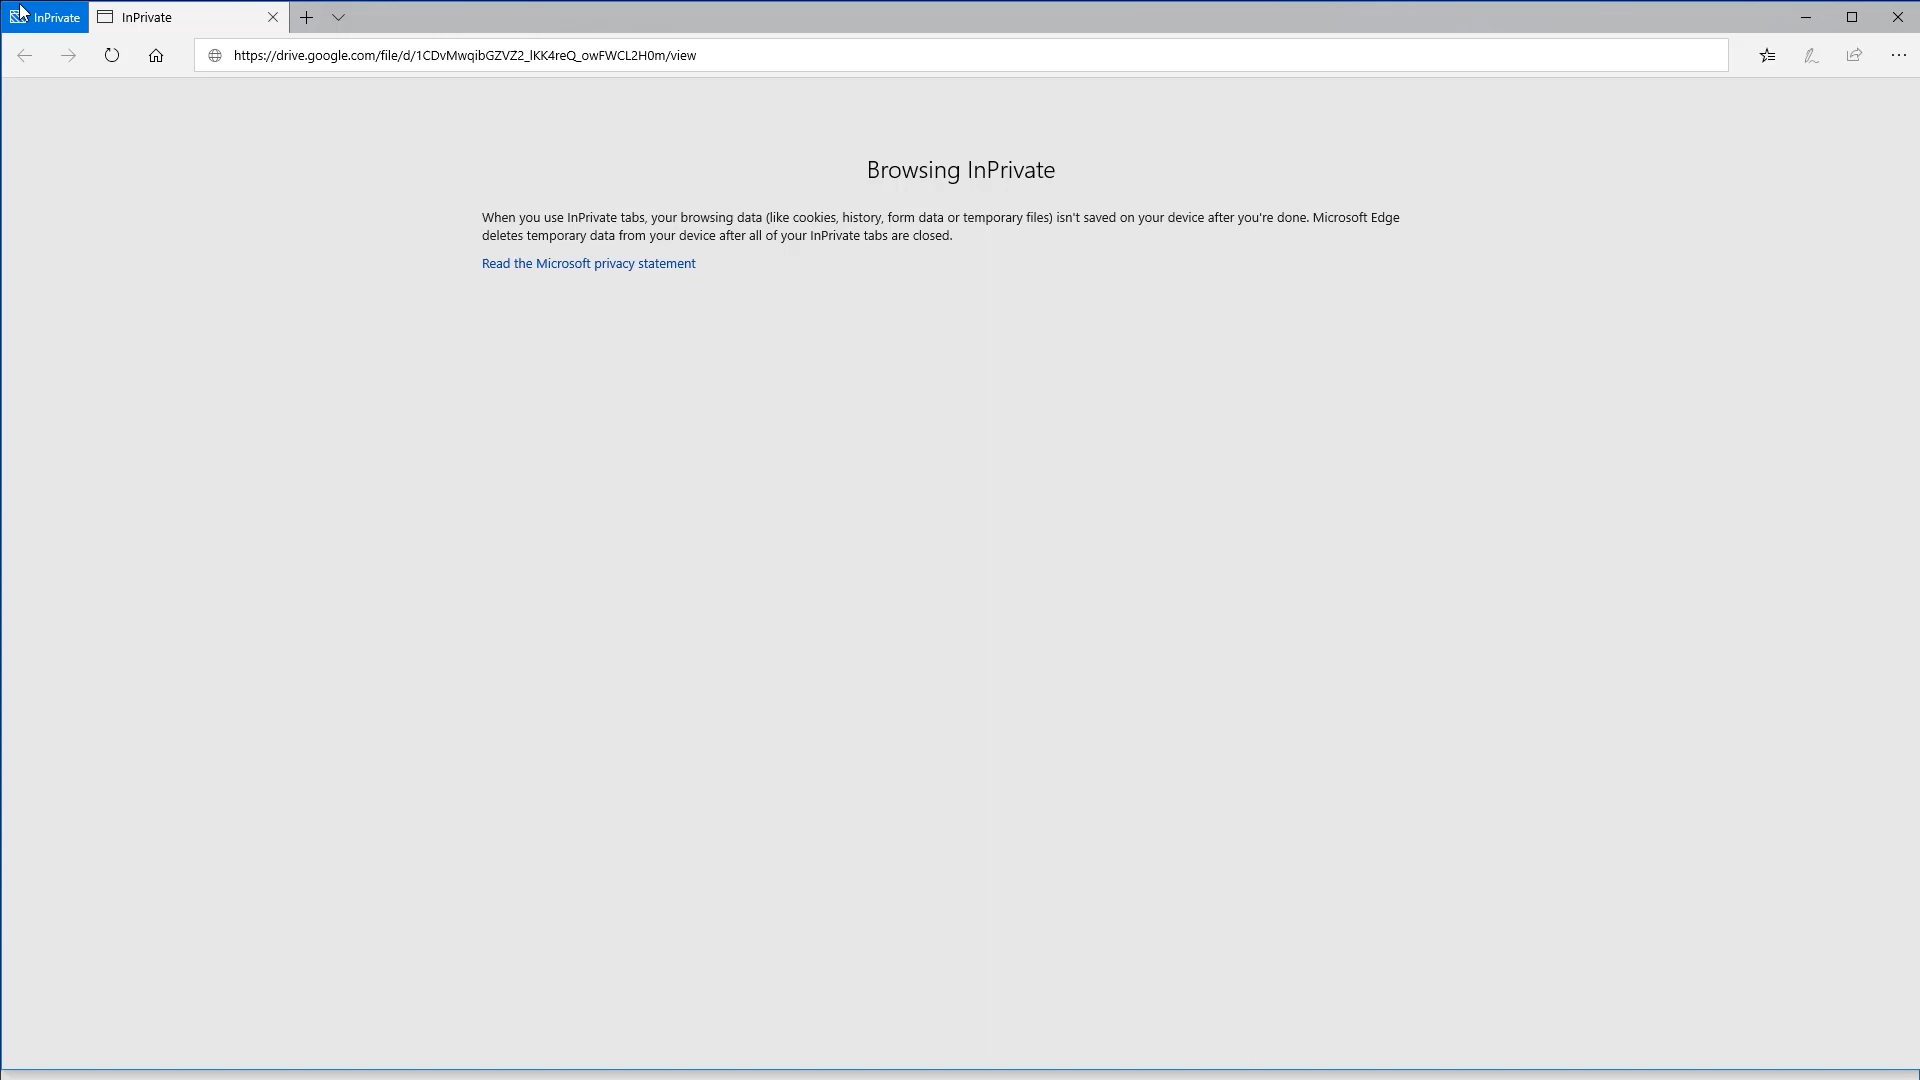 InPrivate
InPrivate
https://drive.google.com/file/d/1CDvMwqibGZVZ2_lKK4reQ_owFWCL2H0m/view
Browsing InPrivate
When you use InPrivate tabs, your browsing data (like cookies, history, form data or temporary files) isn't saved on your device after you're done. Microsoft Edge
deletes temporary data from your device after all of your InPrivate tabs are closed.
Read the Microsoft privacy statement